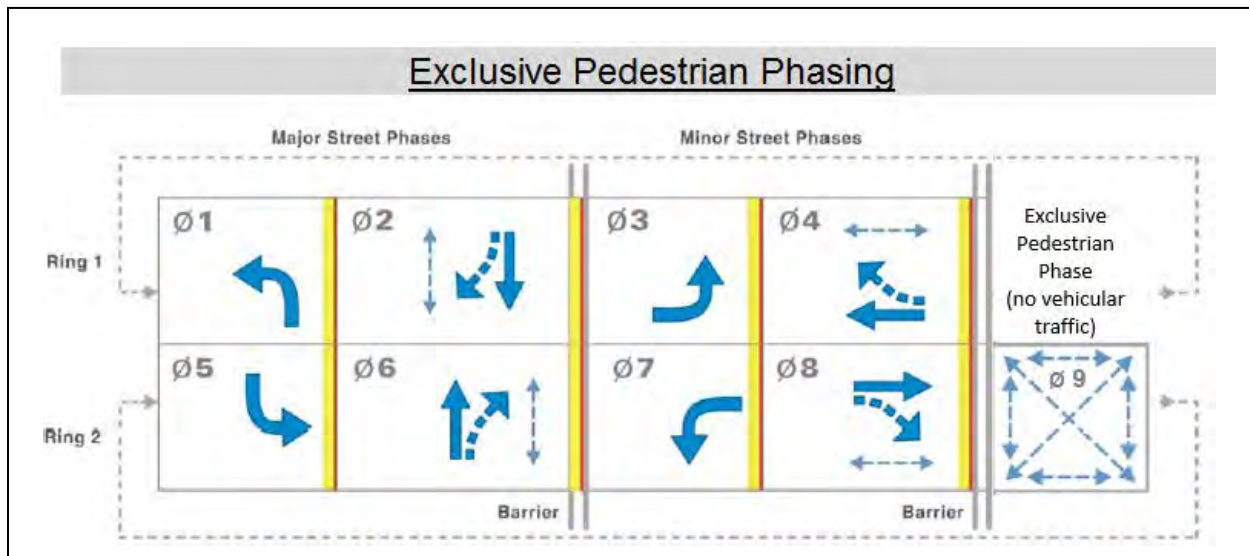 Exclusive Pedestrian Phasing
Major Street Phases
Minor Street Phases
Ring 1
Ø1
Ø2
Ø3
Ø4
Exclusive
Pedestrian
Phase
(no vehicular
traffic)
Ring 2
Ø5
Ø6
Ø7
Ø8
Ø 9
Barrier
Barrier